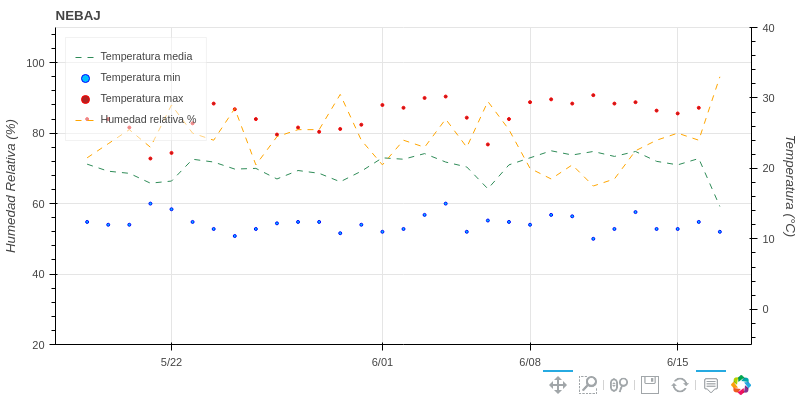 NEBAJ
Temperatura media
Temperatura min
Temperatura max
Humedad relativa %
Humedad Relativa (%)
100
80
60
40
20
Temperatura (°C)
40
30
20
10
0
5/22
6/01
6/08
6/15